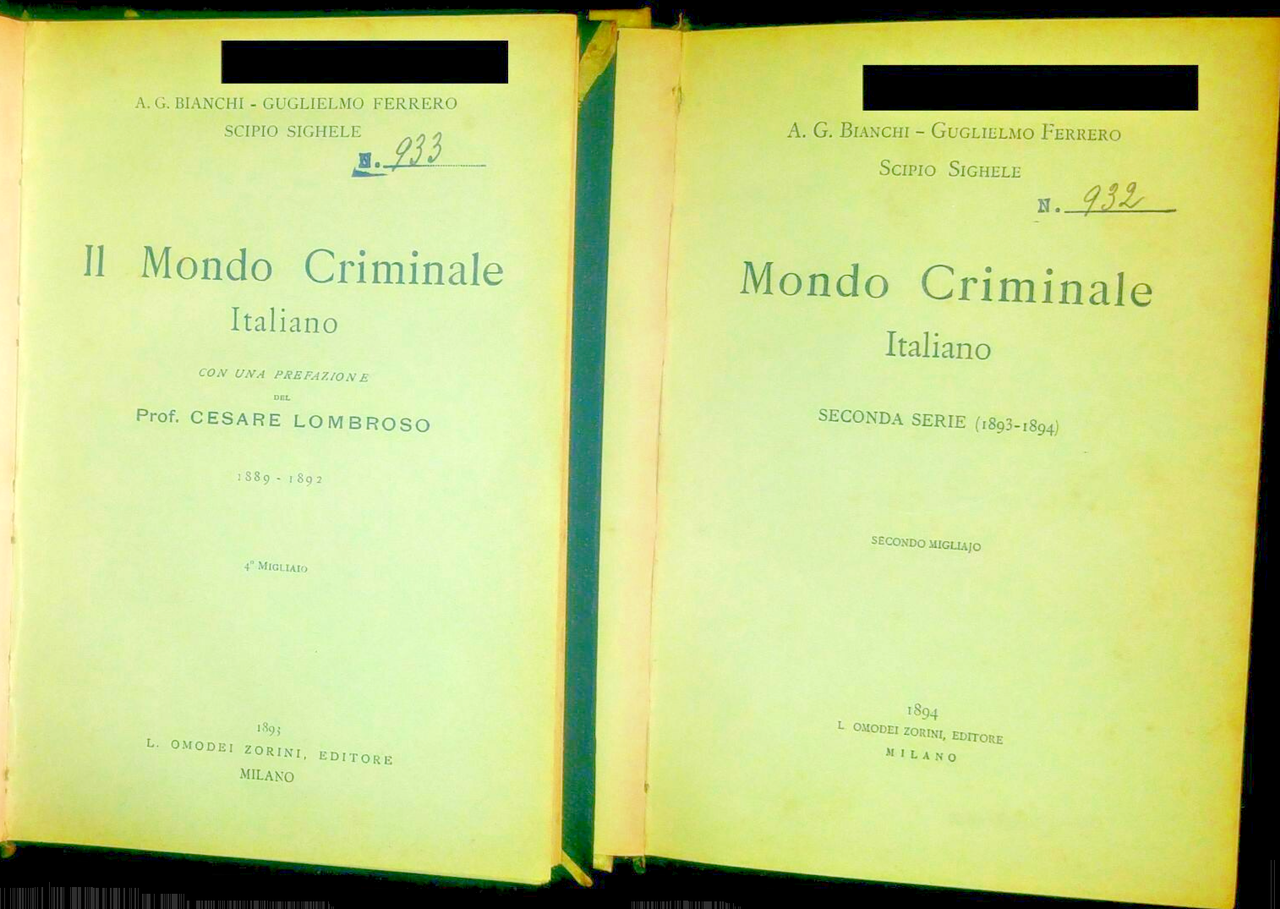 A. G. BIANCHI - GUGLIELMO FERRERO
SCIPIO SIGHELE
N. 933
Il Mondo Criminale
Italiano
CON UNA PREFAZIONE
DEL
Prof. CESARE LOMBROSO
1889 - 1892
4° MIGLIAIO
1893
L. OMODEI ZORINI, EDITORE
MILANO
A. G. BIANCHI - GUGLIELMO FERRERO
SCIPIO SIGHELE
N. 932
Mondo Criminale
Italiano
SECONDA SERIE (1893-1894)
SECONDO MIGLIAJO
1894
L. OMODEI ZORINI, EDITORE
MILANO